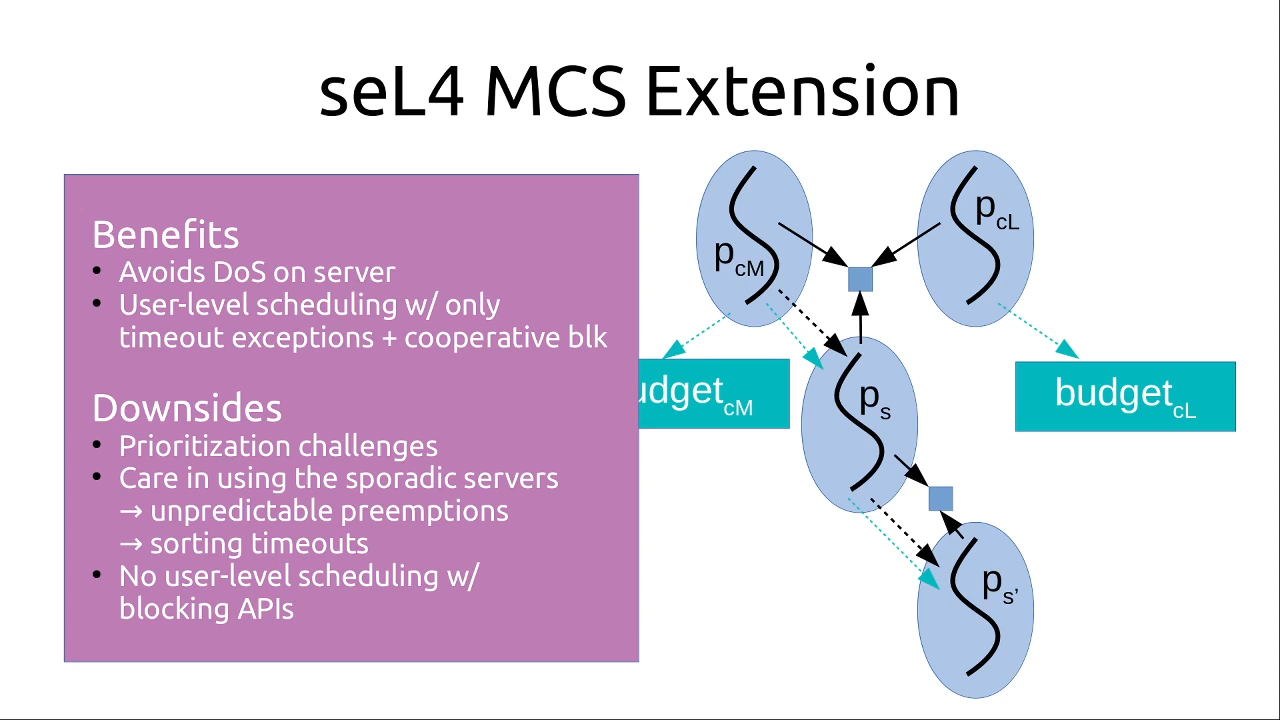 seL4 MCS Extension
Benefits
• Avoids DoS on server
• User-level scheduling w/ only
timeout exceptions + cooperative blk
Downsides
• Prioritization challenges
• Care in using the sporadic servers
→ unpredictable preemptions
→ sorting timeouts
• No user-level scheduling w/
blocking APIs
pcM
pcL
udgetcM
ps
budgetcL
ps'